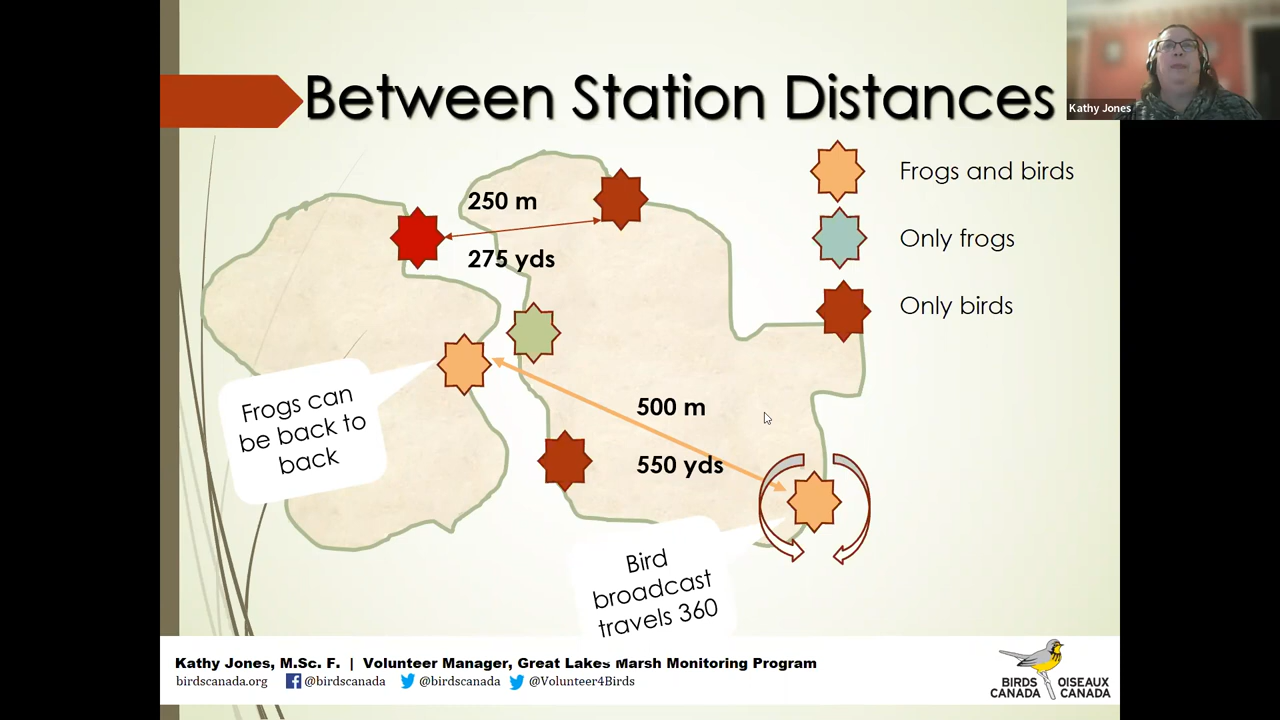 Between Station Distances
Kathy Jones
Frogs and birds
Only frogs
Only birds
250 m
275 yds
500 m
550 yds
Frogs can
be back to
back
Bird
broadcast
travels 360
Kathy Jones, M.Sc. F. | Volunteer Manager, Great Lakes Marsh Monitoring Program
birdscanada.org @birdscanada @birdscanada @Volunteer4Birds
BIRDS OISEAUX
CANADA CANADA